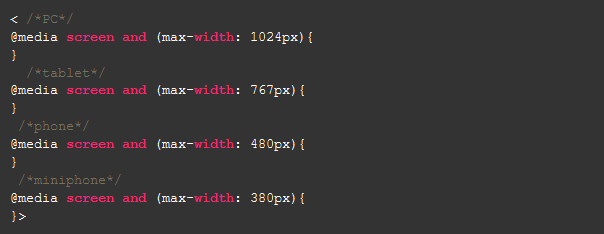 < /*PC*/
@media screen and (max-width: 1024px){
}
/*tablet*/
@media screen and (max-width: 767px){
}
/*phone*/
@media screen and (max-width: 480px){
}
/*miniphone*/
@media screen and (max-width: 380px){
}>